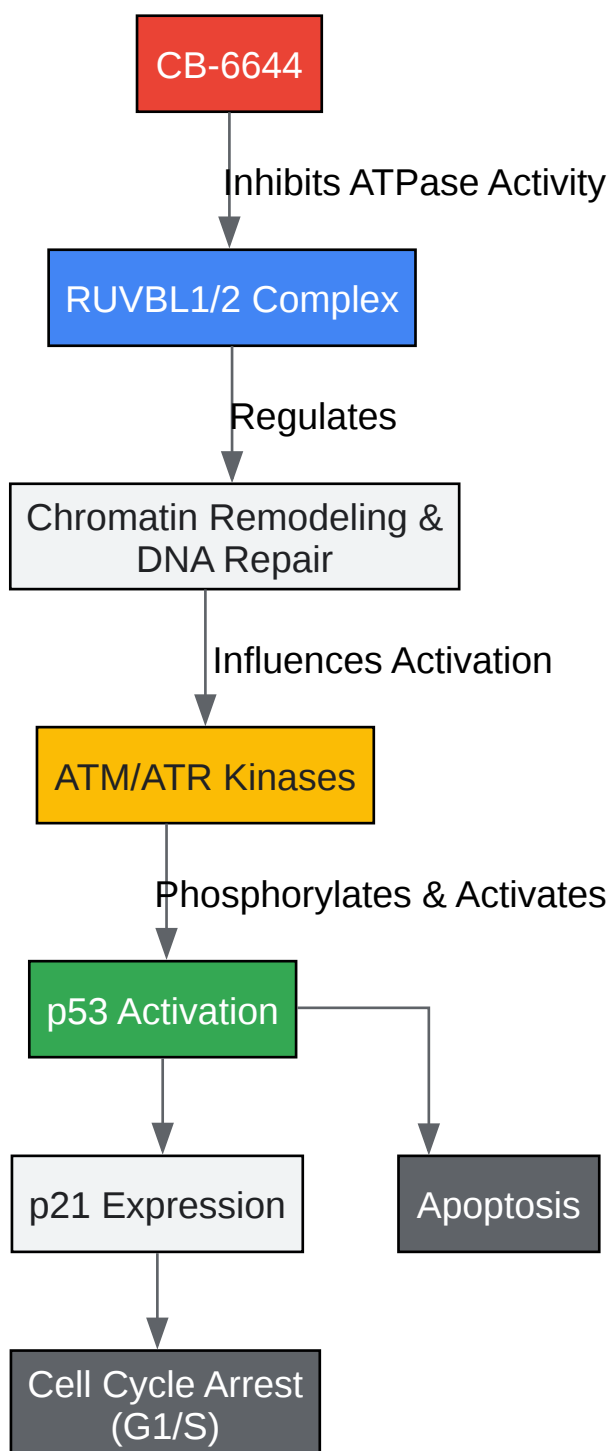 CB-6644
Inhibits ATPase Activity
RUVBL1/2 Complex
Regulates
Chromatin Remodeling &
DNA Repair
Influences Activation
ATM/ATR Kinases
Phosphorylates & Activates
p53 Activation
p21 Expression
Apoptosis
Cell Cycle Arrest
(G1/S)